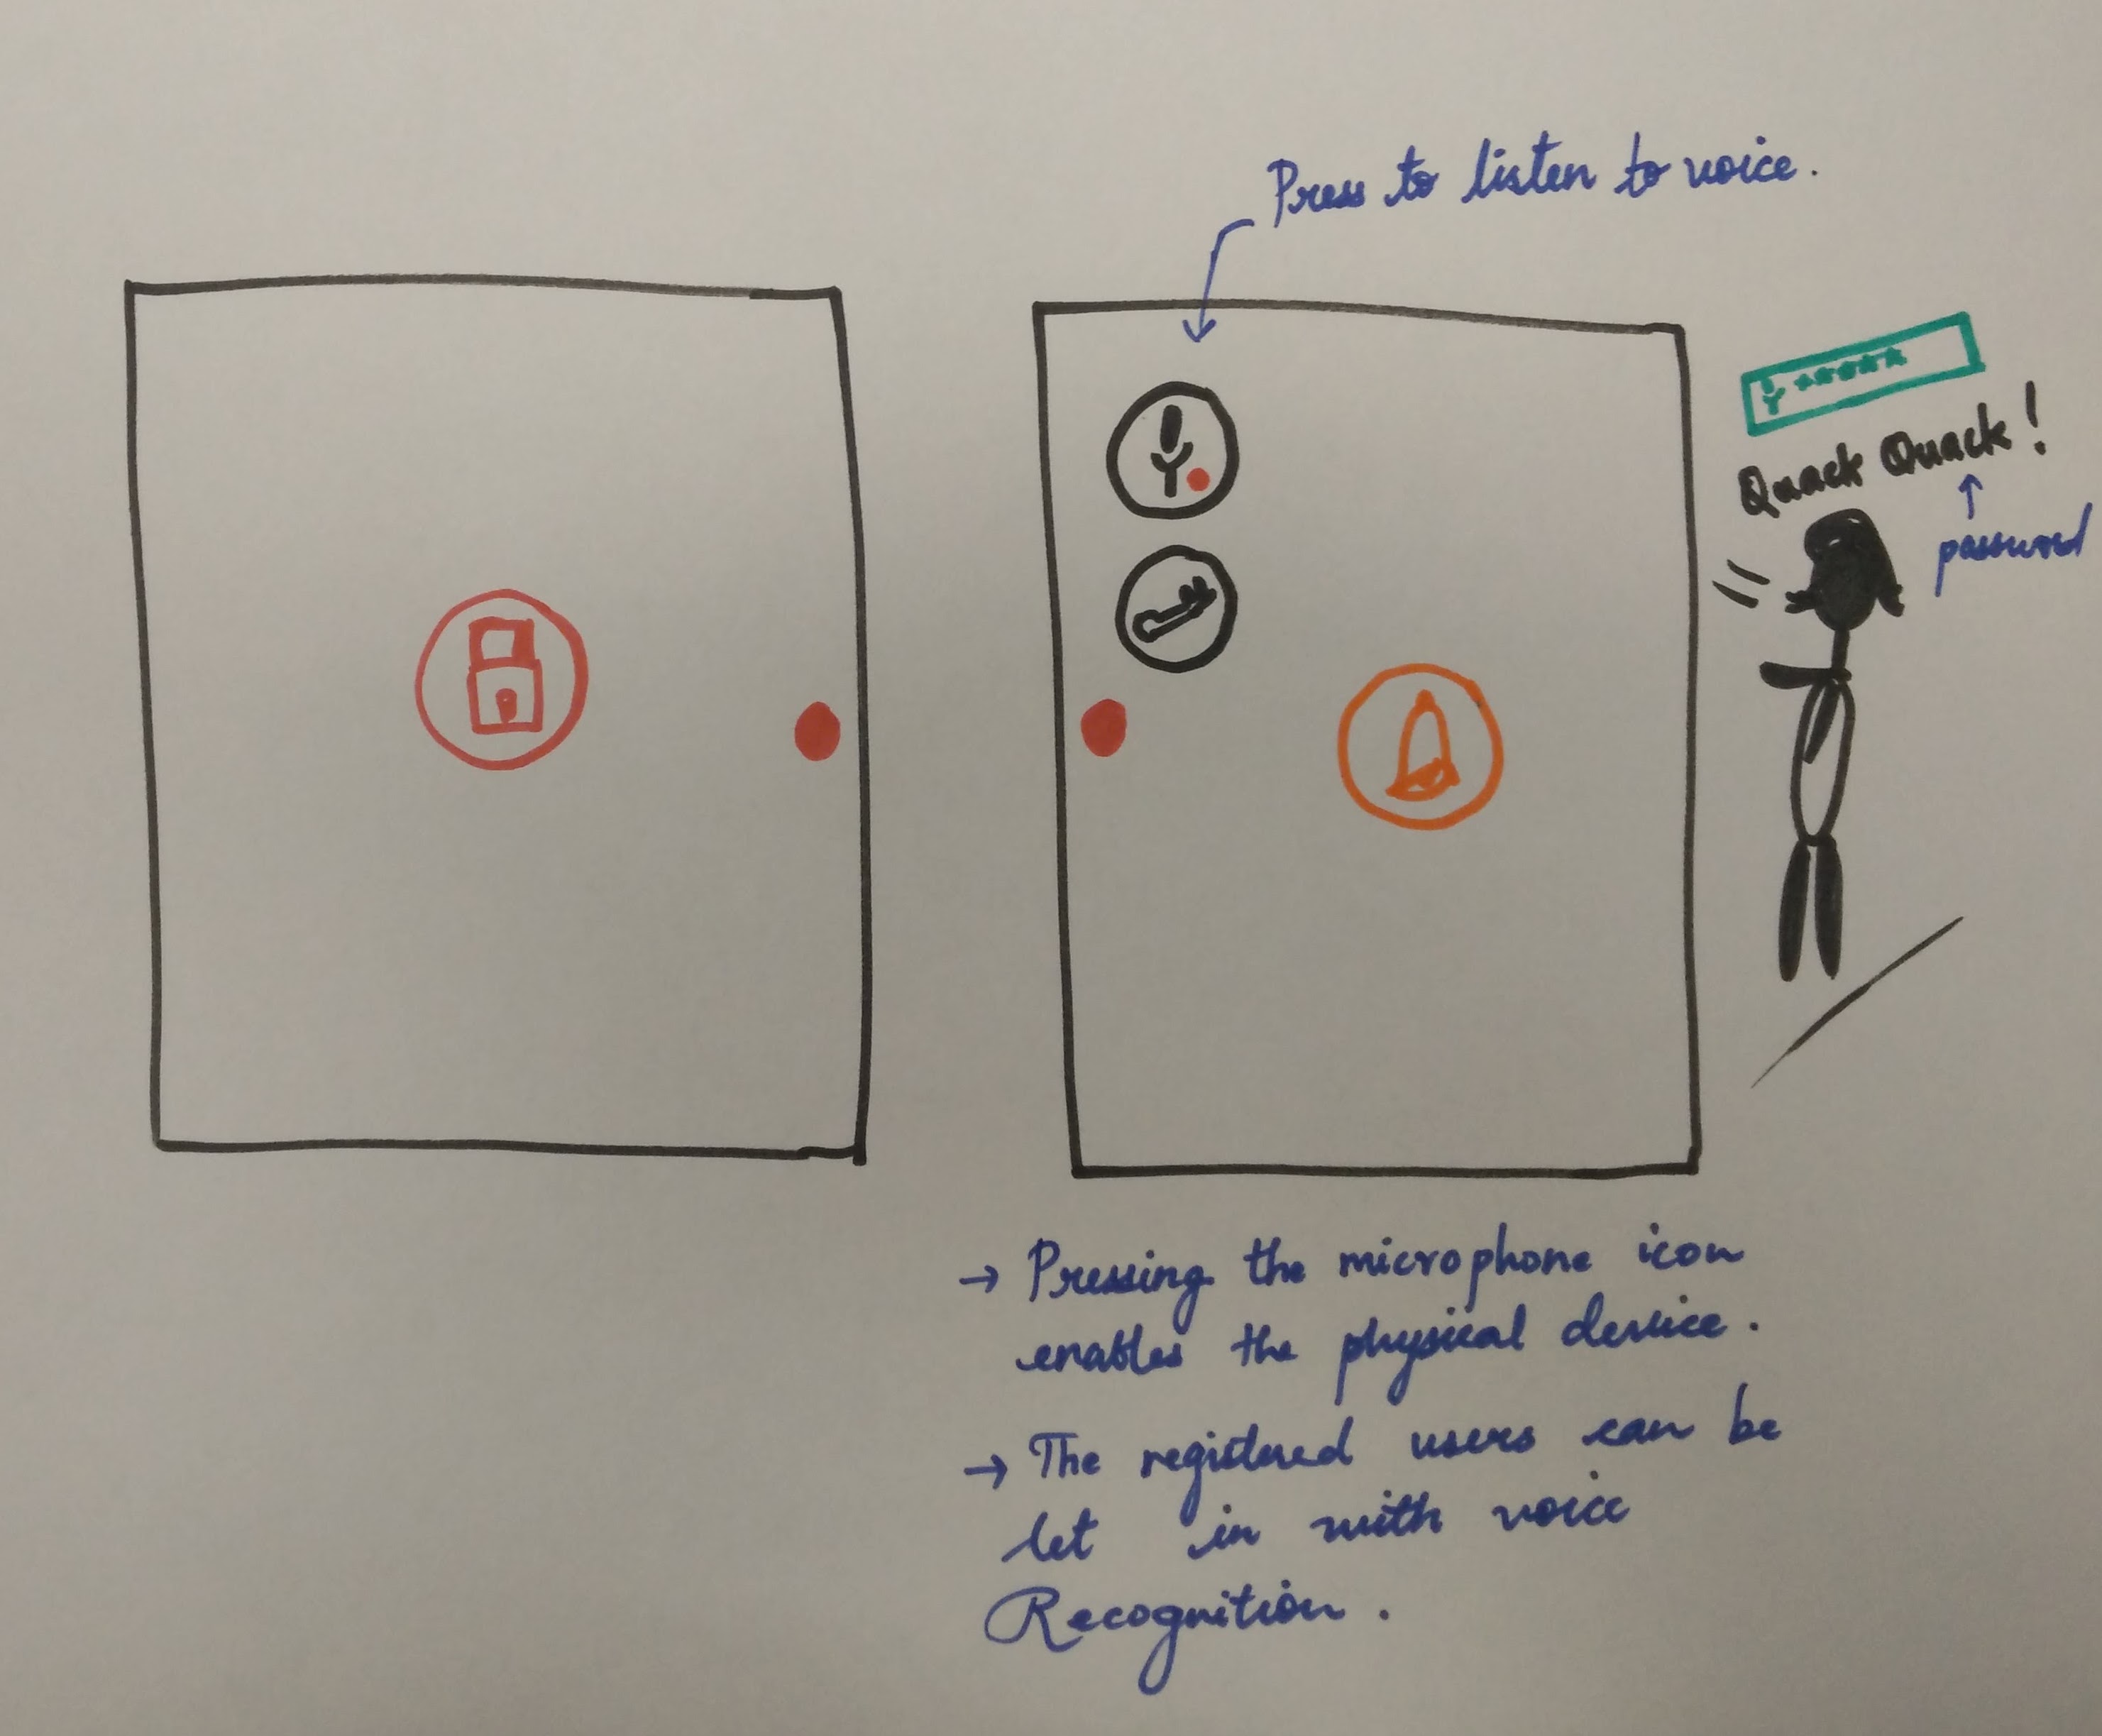 Press to listen to voice.
*****
Quack Quack!
password
→ Pressing the microphone icon
enables the physical device.
→ The registered users can be
let in with voice
Recognition.